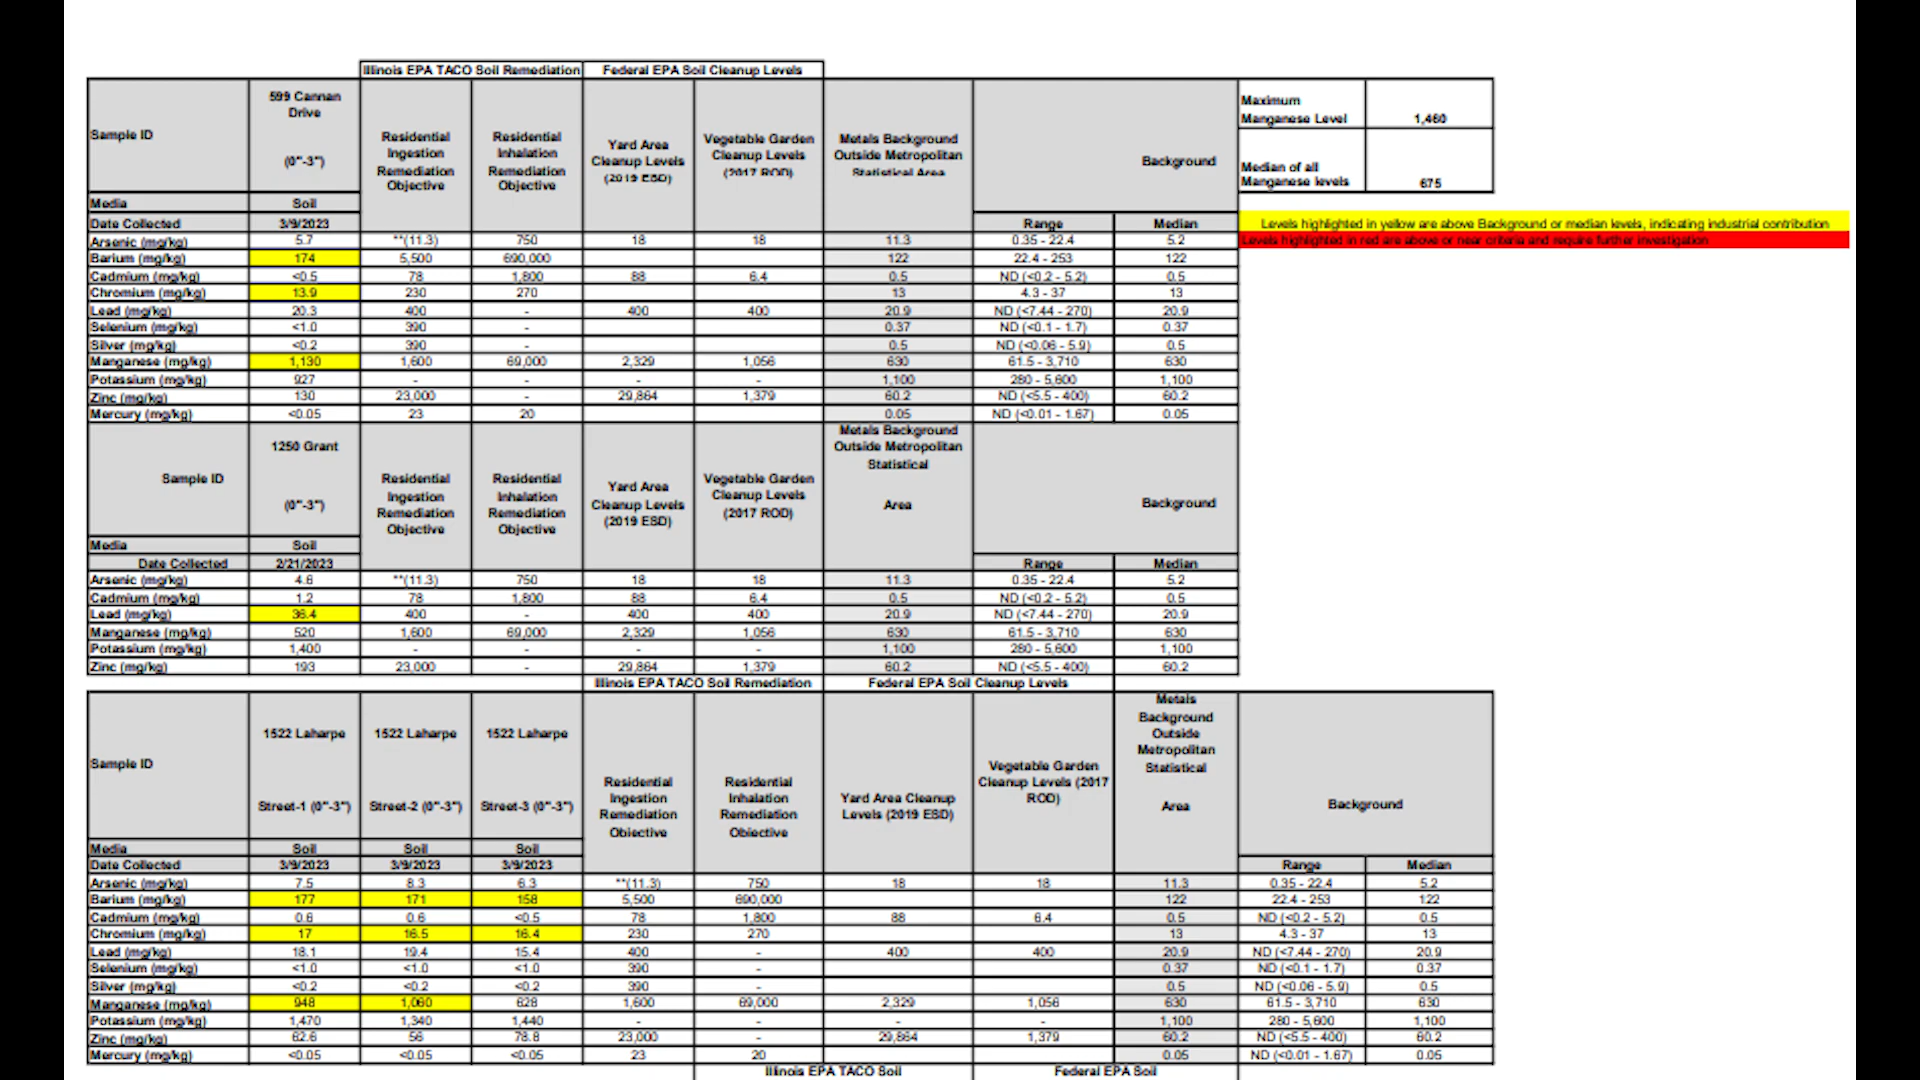 Illinois EPA TACO Soil Remediation Federal EPA Soil Cleanup Levels
Sample ID 599 Cannan Drive (0"-3") Residential Ingestion Remediation Objective Residential Inhalation Remediation Objective Yard Area Cleanup Levels (2019 ESD) Vegetable Garden Cleanup Levels (2017 ROD) Metals Background Outside Metropolitan Statistical Area Background Maximum Manganese Level 1,460
Median of all Manganese levels 675
Media Soil
Date Collected 3/9/2023 Range Median Levels highlighted in yellow are above Background or median levels, indicating industrial contribution
Arsenic (mg/kg) 5.7 **(11.3) 750 18 18 11.3 0.35 - 22.4 5.2 Levels highlighted in red are above or near criteria and require further investigation
Barium (mg/kg) 174 5,500 690,000 122 22.4 - 253 122
Cadmium (mg/kg) <0.5 78 1,800 88 6.4 0.5 ND (<0.2 - 5.2) 0.5
Chromium (mg/kg) 13.9 230 270 13 4.3 - 37 13
Lead (mg/kg) 20.3 400 - 400 400 20.9 ND (<7.44 - 270) 20.9
Selenium (mg/kg) <1.0 390 - 0.37 ND (<0.1 - 1.7) 0.37
Silver (mg/kg) <0.2 390 - 0.5 ND (<0.06 - 5.9) 0.5
Manganese (mg/kg) 1,130 1,600 69,000 2,329 1,056 630 61.5 - 3,710 630
Potassium (mg/kg) 927 - - - - 1,100 280 - 5,600 1,100
Zinc (mg/kg) 130 23,000 - 29,864 1,379 60.2 ND (<5.5 - 400) 60.2
Mercury (mg/kg) <0.05 23 20 0.05 ND (<0.01 - 1.67) 0.05
Sample ID 1250 Grant (0"-3") Residential Ingestion Remediation Objective Residential Inhalation Remediation Objective Yard Area Cleanup Levels (2019 ESD) Vegetable Garden Cleanup Levels (2017 ROD) Metals Background Outside Metropolitan Statistical Area Background
Media Soil
Date Collected 2/21/2023 Range Median
Arsenic (mg/kg) 4.6 **(11.3) 750 18 18 11.3 0.35 - 22.4 5.2
Cadmium (mg/kg) 1.2 78 1,800 88 6.4 0.5 ND (<0.2 - 5.2) 0.5
Lead (mg/kg) 36.4 400 - 400 400 20.9 ND (<7.44 - 270) 20.9
Manganese (mg/kg) 520 1,600 69,000 2,329 1,056 630 61.5 - 3,710 630
Potassium (mg/kg) 1,400 - - - - 1,100 280 - 5,600 1,100
Zinc (mg/kg) 193 23,000 - 29,864 1,379 60.2 ND (<5.5 - 400) 60.2
Illinois EPA TACO Soil Remediation Federal EPA Soil Cleanup Levels
Sample ID 1522 Laharpe Street-1 (0"-3") 1522 Laharpe Street-2 (0"-3") 1522 Laharpe Street-3 (0"-3") Residential Ingestion Remediation Objective Residential Inhalation Remediation Objective Yard Area Cleanup Levels (2019 ESD) Vegetable Garden Cleanup Levels (2017 ROD) Metals Background Outside Metropolitan Statistical Area Background
Media Soil Soil Soil
Date Collected 3/9/2023 3/9/2023 3/9/2023 Range Median
Arsenic (mg/kg) 7.5 8.3 6.3 **(11.3) 750 18 18 11.3 0.35 - 22.4 5.2
Barium (mg/kg) 177 171 158 5,500 690,000 122 22.4 - 253 122
Cadmium (mg/kg) 0.6 0.6 <0.5 78 1,800 88 6.4 0.5 ND (<0.2 - 5.2) 0.5
Chromium (mg/kg) 17 16.5 16.4 230 270 13 4.3 - 37 13
Lead (mg/kg) 18.1 19.4 15.4 400 - 400 400 20.9 ND (<7.44 - 270) 20.9
Selenium (mg/kg) <1.0 <1.0 <1.0 390 - 0.37 ND (<0.1 - 1.7) 0.37
Silver (mg/kg) <0.2 <0.2 <0.2 390 - 0.5 ND (<0.06 - 5.9) 0.5
Manganese (mg/kg) 948 1,060 628 1,600 69,000 2,329 1,056 630 61.5 - 3,710 630
Potassium (mg/kg) 1,470 1,340 1,440 - - - - 1,100 280 - 5,600 1,100
Zinc (mg/kg) 62.6 56 78.8 23,000 - 29,864 1,379 60.2 ND (<5.5 - 400) 60.2
Mercury (mg/kg) <0.05 <0.05 <0.05 23 20 0.05 ND (<0.01 - 1.67) 0.05
Illinois EPA TACO Soil Federal EPA Soil